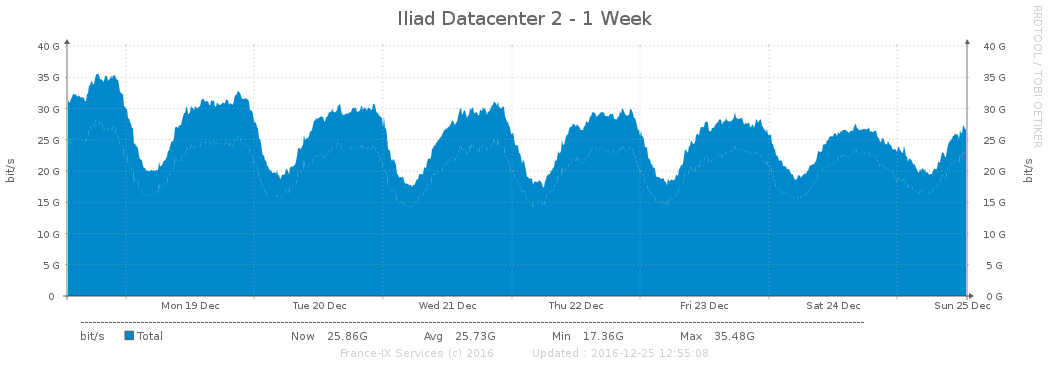 Iliad Datacenter 2 - 1 Week
RRDTOOL / TOBI OETIKER
40 G 40 G
35 G 35 G
30 G 30 G
25 G 25 G
20 G 20 G
15 G 15 G
10 G 10 G
5 G 5 G
0 0 G
bit/s bit/s
Mon 19 Dec Tue 20 Dec Wed 21 Dec Thu 22 Dec Fri 23 Dec Sat 24 Dec Sun 25 Dec
bit/s Total Now 25.86G Avg 25.73G Min 17.36G Max 35.48G
France-IX Services (c) 2016 Updated : 2016-12-25 12:55:08